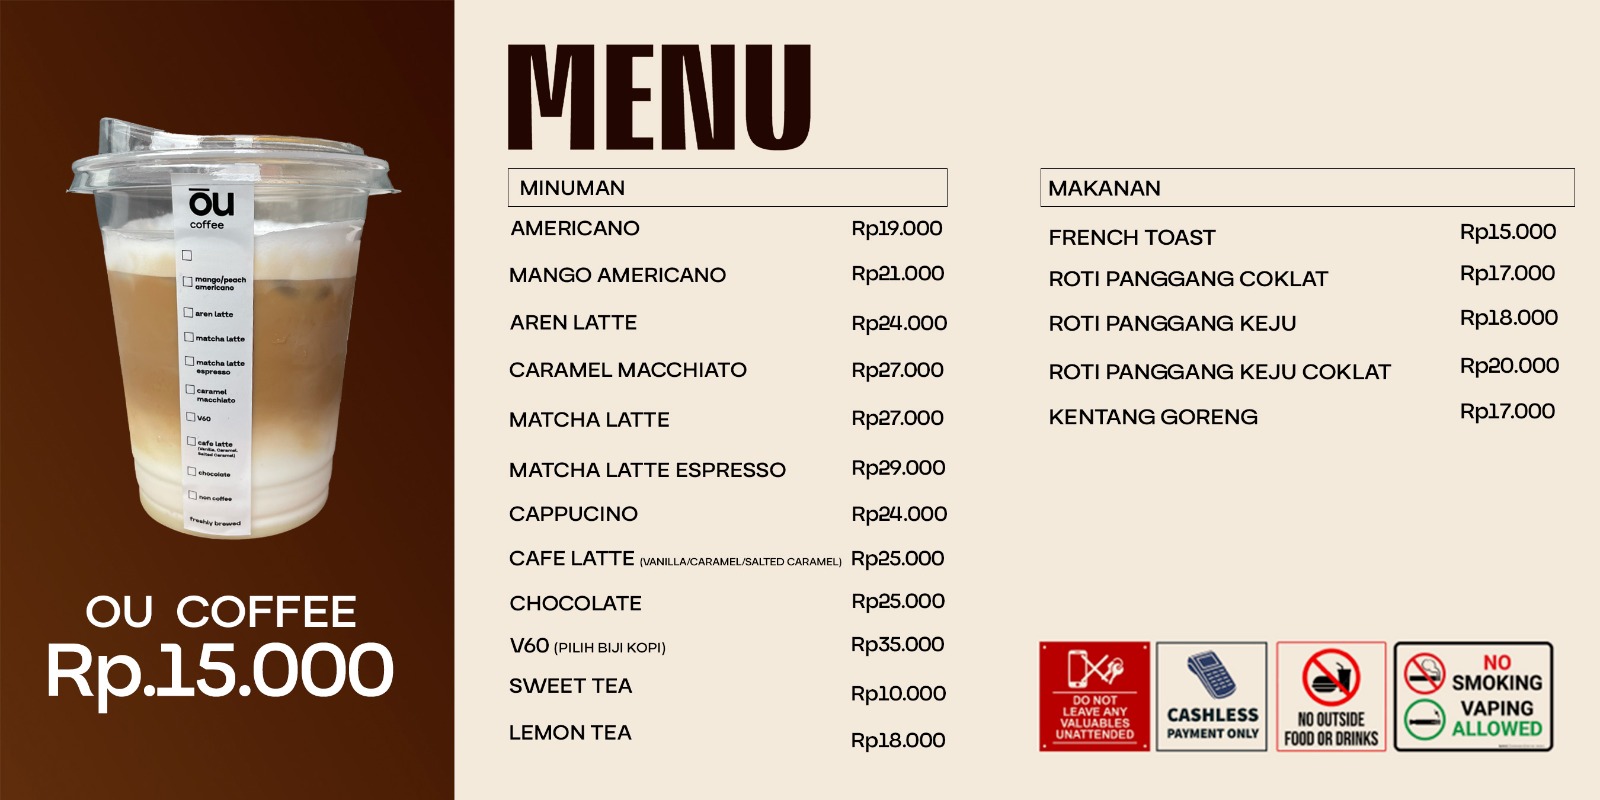 ōu
coffee
mango/peach
americano
aren latte
matcha latte
matcha latte
espresso
caramel
macchiato
V60
cafe latte
(Vanilla, Caramel,
Salted Caramel)
chocolate
non coffee
freshly brewed
OU COFFEE
Rp.15.000
MENU
MINUMAN
AMERICANO Rp19.000
MANGO AMERICANO Rp21.000
AREN LATTE Rp24.000
CARAMEL MACCHIATO Rp27.000
MATCHA LATTE Rp27.000
MATCHA LATTE ESPRESSO Rp29.000
CAPPUCINO Rp24.000
CAFE LATTE (VANILLA/CARAMEL/SALTED CARAMEL) Rp25.000
CHOCOLATE Rp25.000
V60 (PILIH BIJI KOPI) Rp35.000
SWEET TEA Rp10.000
LEMON TEA Rp18.000
MAKANAN
FRENCH TOAST Rp15.000
ROTI PANGGANG COKLAT Rp17.000
ROTI PANGGANG KEJU Rp18.000
ROTI PANGGANG KEJU COKLAT Rp20.000
KENTANG GORENG Rp17.000
DO NOT
LEAVE ANY
VALUABLES
UNATTENDED
CASHLESS
PAYMENT ONLY
NO OUTSIDE
FOOD OR DRINKS
NO
SMOKING
VAPING
ALLOWED